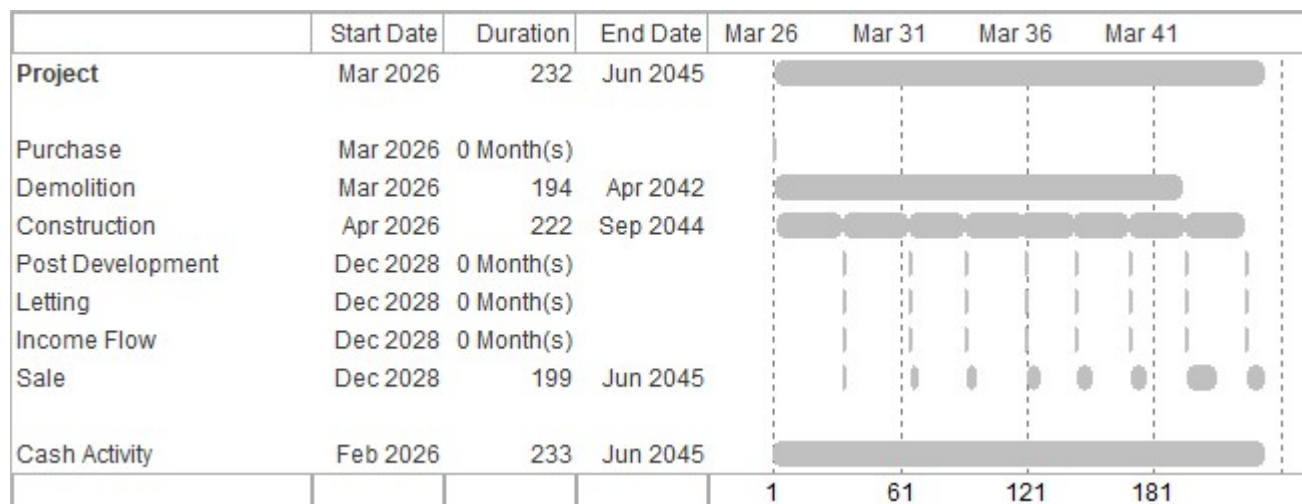 Start Date Duration End Date Mar 26 Mar 31 Mar 36 Mar 41
Project Mar 2026 232 Jun 2045
Purchase Mar 2026 0 Month(s)
Demolition Mar 2026 194 Apr 2042
Construction Apr 2026 222 Sep 2044
Post Development Dec 2028 0 Month(s)
Letting Dec 2028 0 Month(s)
Income Flow Dec 2028 0 Month(s)
Sale Dec 2028 199 Jun 2045
Cash Activity Feb 2026 233 Jun 2045
1 61 121 181